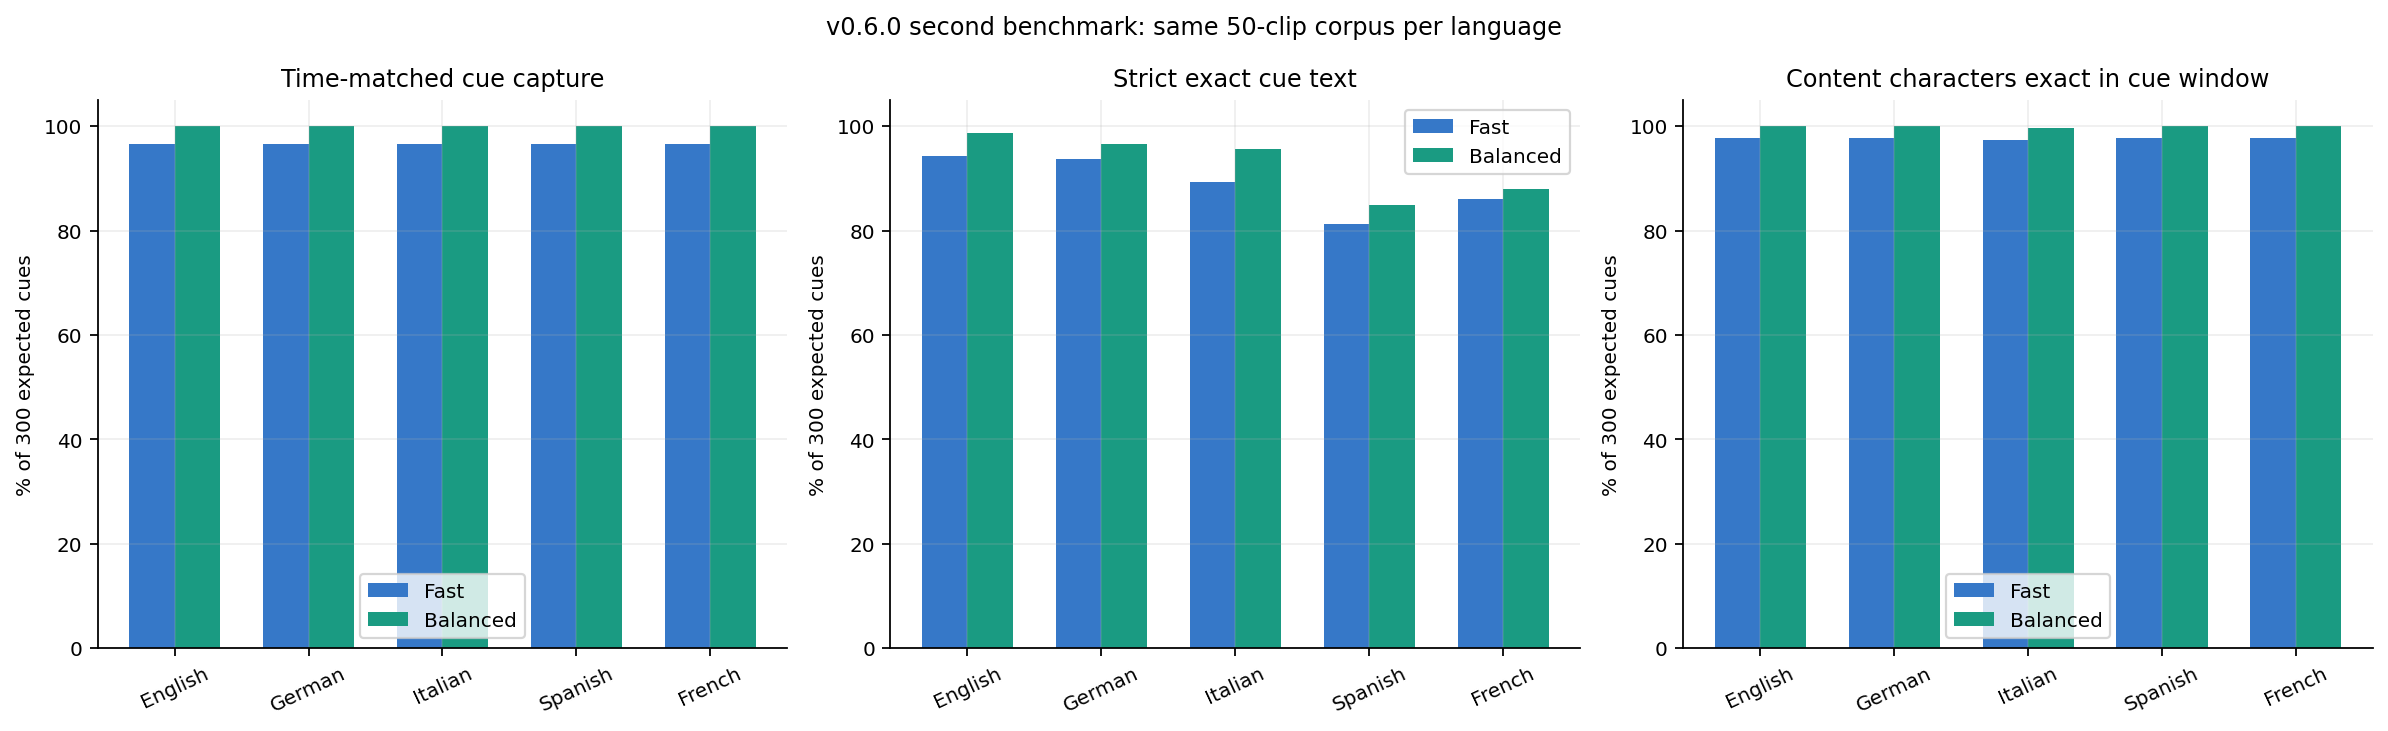 v0.6.0 second benchmark: same 50-clip corpus per language
Time-matched cue capture
% of 300 expected cues
100
80
60
40
20
0
Fast
Balanced
English
German
Italian
Spanish
French
Strict exact cue text
% of 300 expected cues
100
80
60
40
20
0
Fast
Balanced
English
German
Italian
Spanish
French
Content characters exact in cue window
% of 300 expected cues
100
80
60
40
20
0
Fast
Balanced
English
German
Italian
Spanish
French